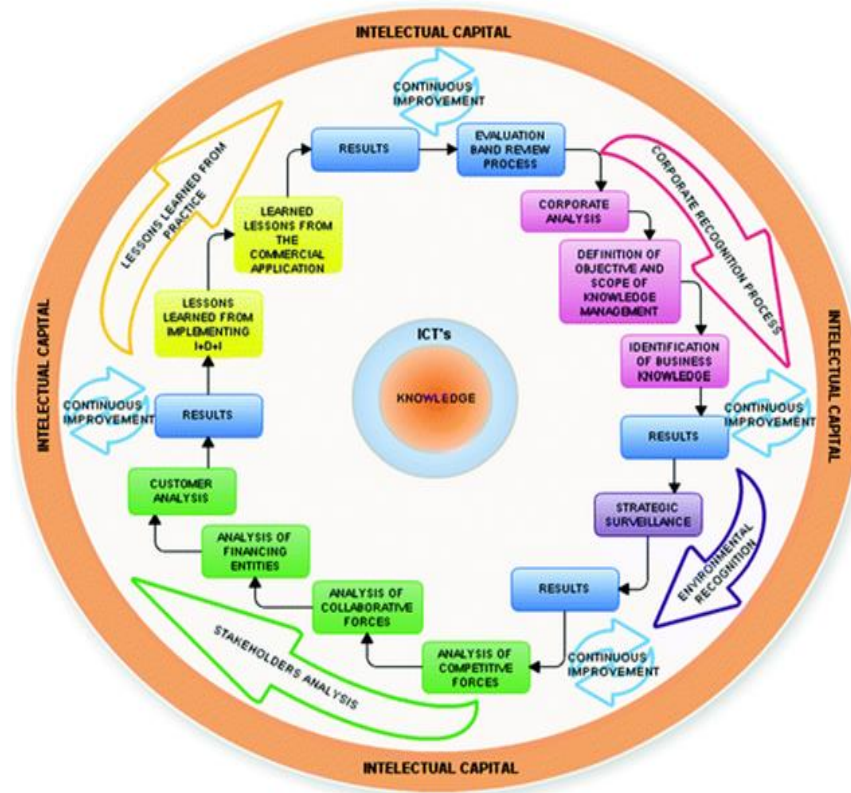 INTELECTUAL CAPITAL
CONTINUOUS
IMPROVEMENT
RESULTS
EVALUATION
BAND REVIEW
PROCESS
CORPORATE RECOGNITION PROCESS
CORPORATE
ANALYSIS
DEFINITION OF
OBJECTIVE AND
SCOPE OF
KNOWLEDGE
MANAGEMENT
IDENTIFICATION
OF BUSINESS
KNOWLEDGE
INTELECTUAL CAPITAL
CONTINUOUS
IMPROVEMENT
RESULTS
STRATEGIC
SURVEILLANCE
ENVIRONMENTAL
RECOGNITION
RESULTS
CONTINUOUS
IMPROVEMENT
ANALYSIS OF
COMPETITIVE
FORCES
ANALYSIS OF
COLLABORATIVE
FORCES
ANALYSIS OF
FINANCING
ENTITIES
CUSTOMER
ANALYSIS
STAKEHOLDERS ANALYSIS
INTELECTUAL CAPITAL
RESULTS
CONTINUOUS
IMPROVEMENT
INTELECTUAL CAPITAL
LESSONS
LEARNED FROM
IMPLEMENTING
I+D+I
LEARNED
LESSONS FROM
THE
COMMERCIAL
APPLICATION
LESSONS LEARNED FROM
PRACTICE
ICT's
KNOWLEDGE